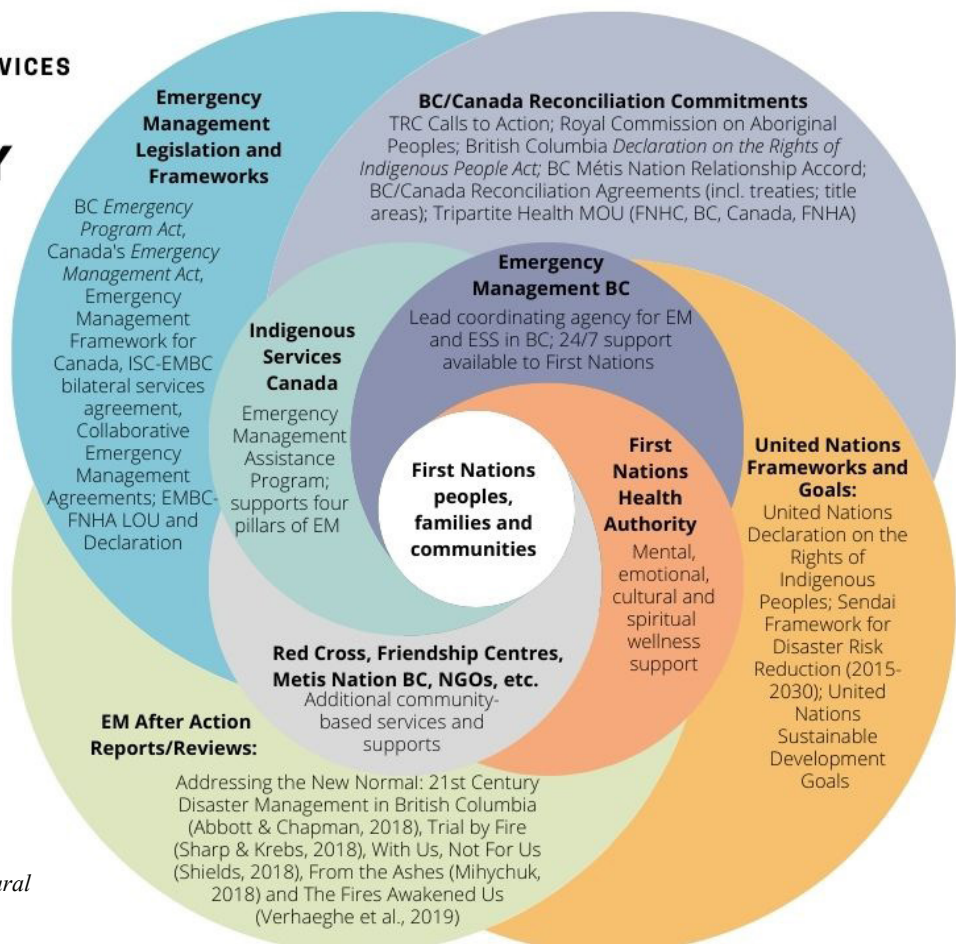 VICES
Y
Emergency
Management
Legislation and
Frameworks
BC Emergency
Program Act,
Canada's Emergency
Management Act,
Emergency
Management
Framework for
Canada, ISC-EMBC
bilateral services
agreement,
Collaborative
Emergency
Management
Agreements; EMBC-
FNHA LOU and
Declaration
BC/Canada Reconciliation Commitments
TRC Calls to Action; Royal Commission on Aboriginal
Peoples; British Columbia Declaration on the Rights of
Indigenous People Act; BC Métis Nation Relationship Accord;
BC/Canada Reconciliation Agreements (incl. treaties; title
areas); Tripartite Health MOU (FNHC, BC, Canada, FNHA)
Emergency
Management BC
Lead coordinating agency for EM
and ESS in BC; 24/7 support
available to First Nations
Indigenous
Services
Canada
Emergency
Management
Assistance
Program;
supports four
pillars of EM
First Nations
peoples,
families and
communities
First
Nations
Health
Authority
Mental,
emotional,
cultural and
spiritual
wellness
support
United Nations
Frameworks and
Goals:
United Nations
Declaration on the
Rights of
Indigenous
Peoples; Sendai
Framework for
Disaster Risk
Reduction (2015-
2030); United
Nations
Sustainable
Development
Goals
Red Cross, Friendship Centres,
Metis Nation BC, NGOs, etc.
Additional community-
based services and
supports
EM After Action
Reports/Reviews:
Addressing the New Normal: 21st Century
Disaster Management in British Columbia
(Abbott & Chapman, 2018), Trial by Fire
(Sharp & Krebs, 2018), With Us, Not For Us
(Shields, 2018), From the Ashes (Mihychuk,
2018) and The Fires Awakened Us
(Verhaeghe et al., 2019)
ural